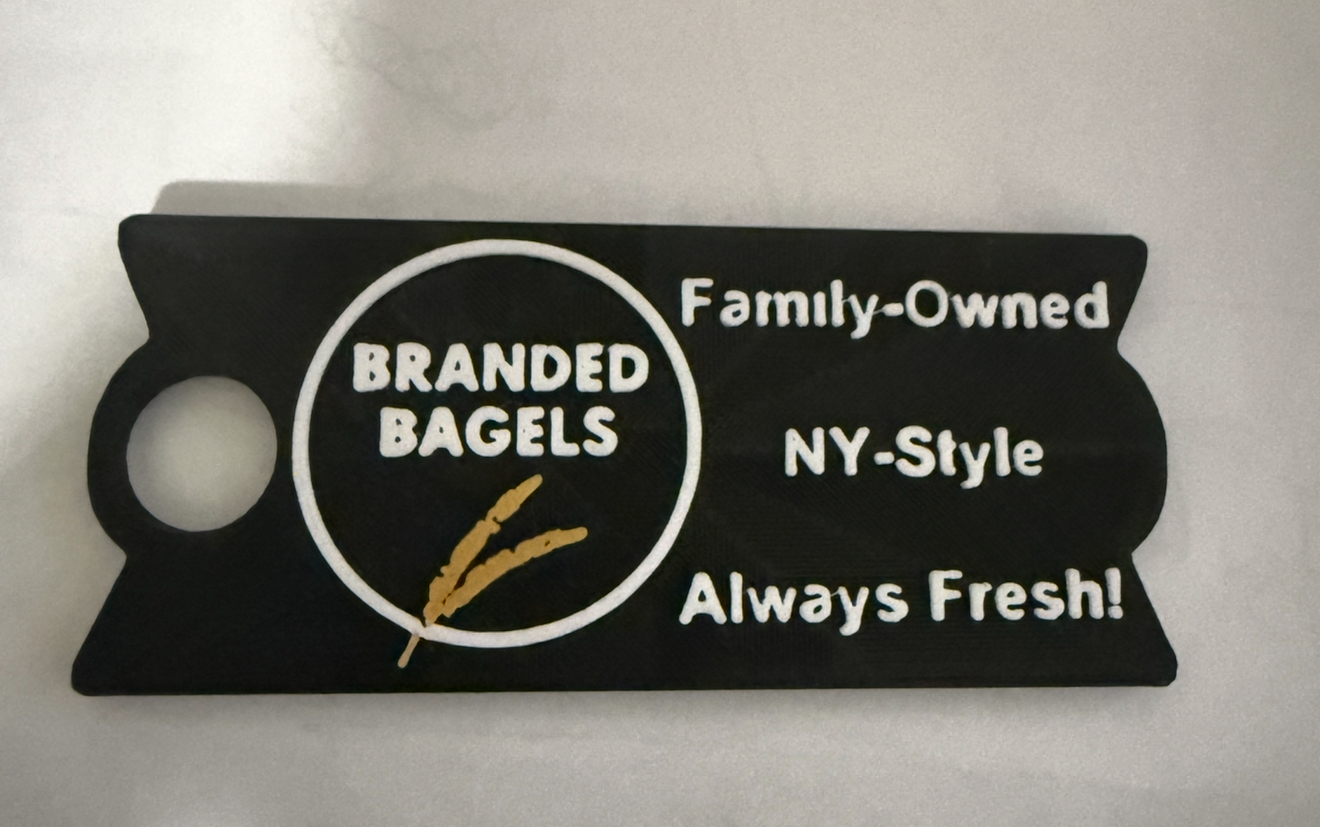 BRANDED
BAGELS
Family-Owned
NY-Style
Always Fresh!